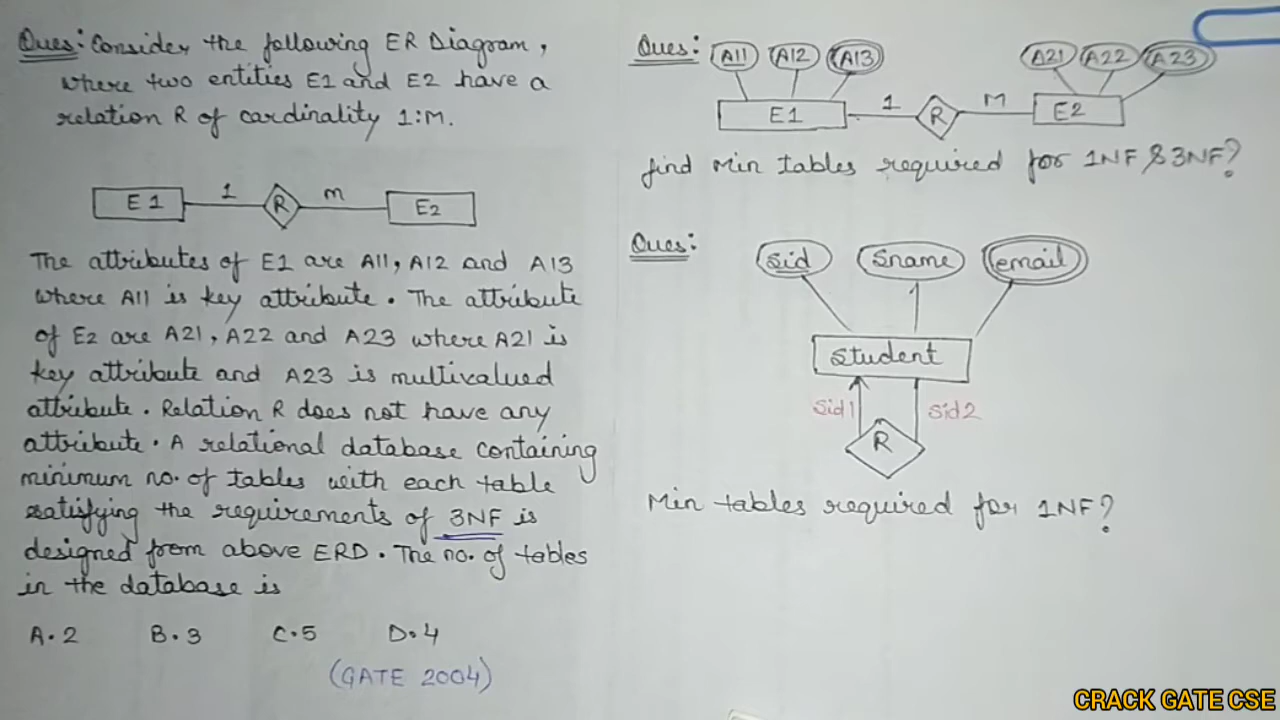 Ques: Consider the following ER Diagram,
where two entities E1 and E2 have a
relation R of cardinality 1:M.
E1 1 R m E2
The attributes of E1 are A11, A12 and A13
where A11 is key attribute. The attribute
of E2 are A21, A22 and A23 where A21 is
key attribute and A23 is multivalued
attribute. Relation R does not have any
attribute. A relational database containing
minimum no. of tables with each table
satisfying the requirements of 3NF is
designed from above ERD. The no. of tables
in the database is
A. 2 B. 3 C. 5 D. 4
(GATE 2004)
Ques: A11 A12 A13 A21 A22 A23
E1 1 R M E2
find Min tables required for 1NF & 3NF?
Ques: Sid Sname email
Student
Sid1 Sid2
R
Min tables required for 1NF?
CRACK GATE CSE